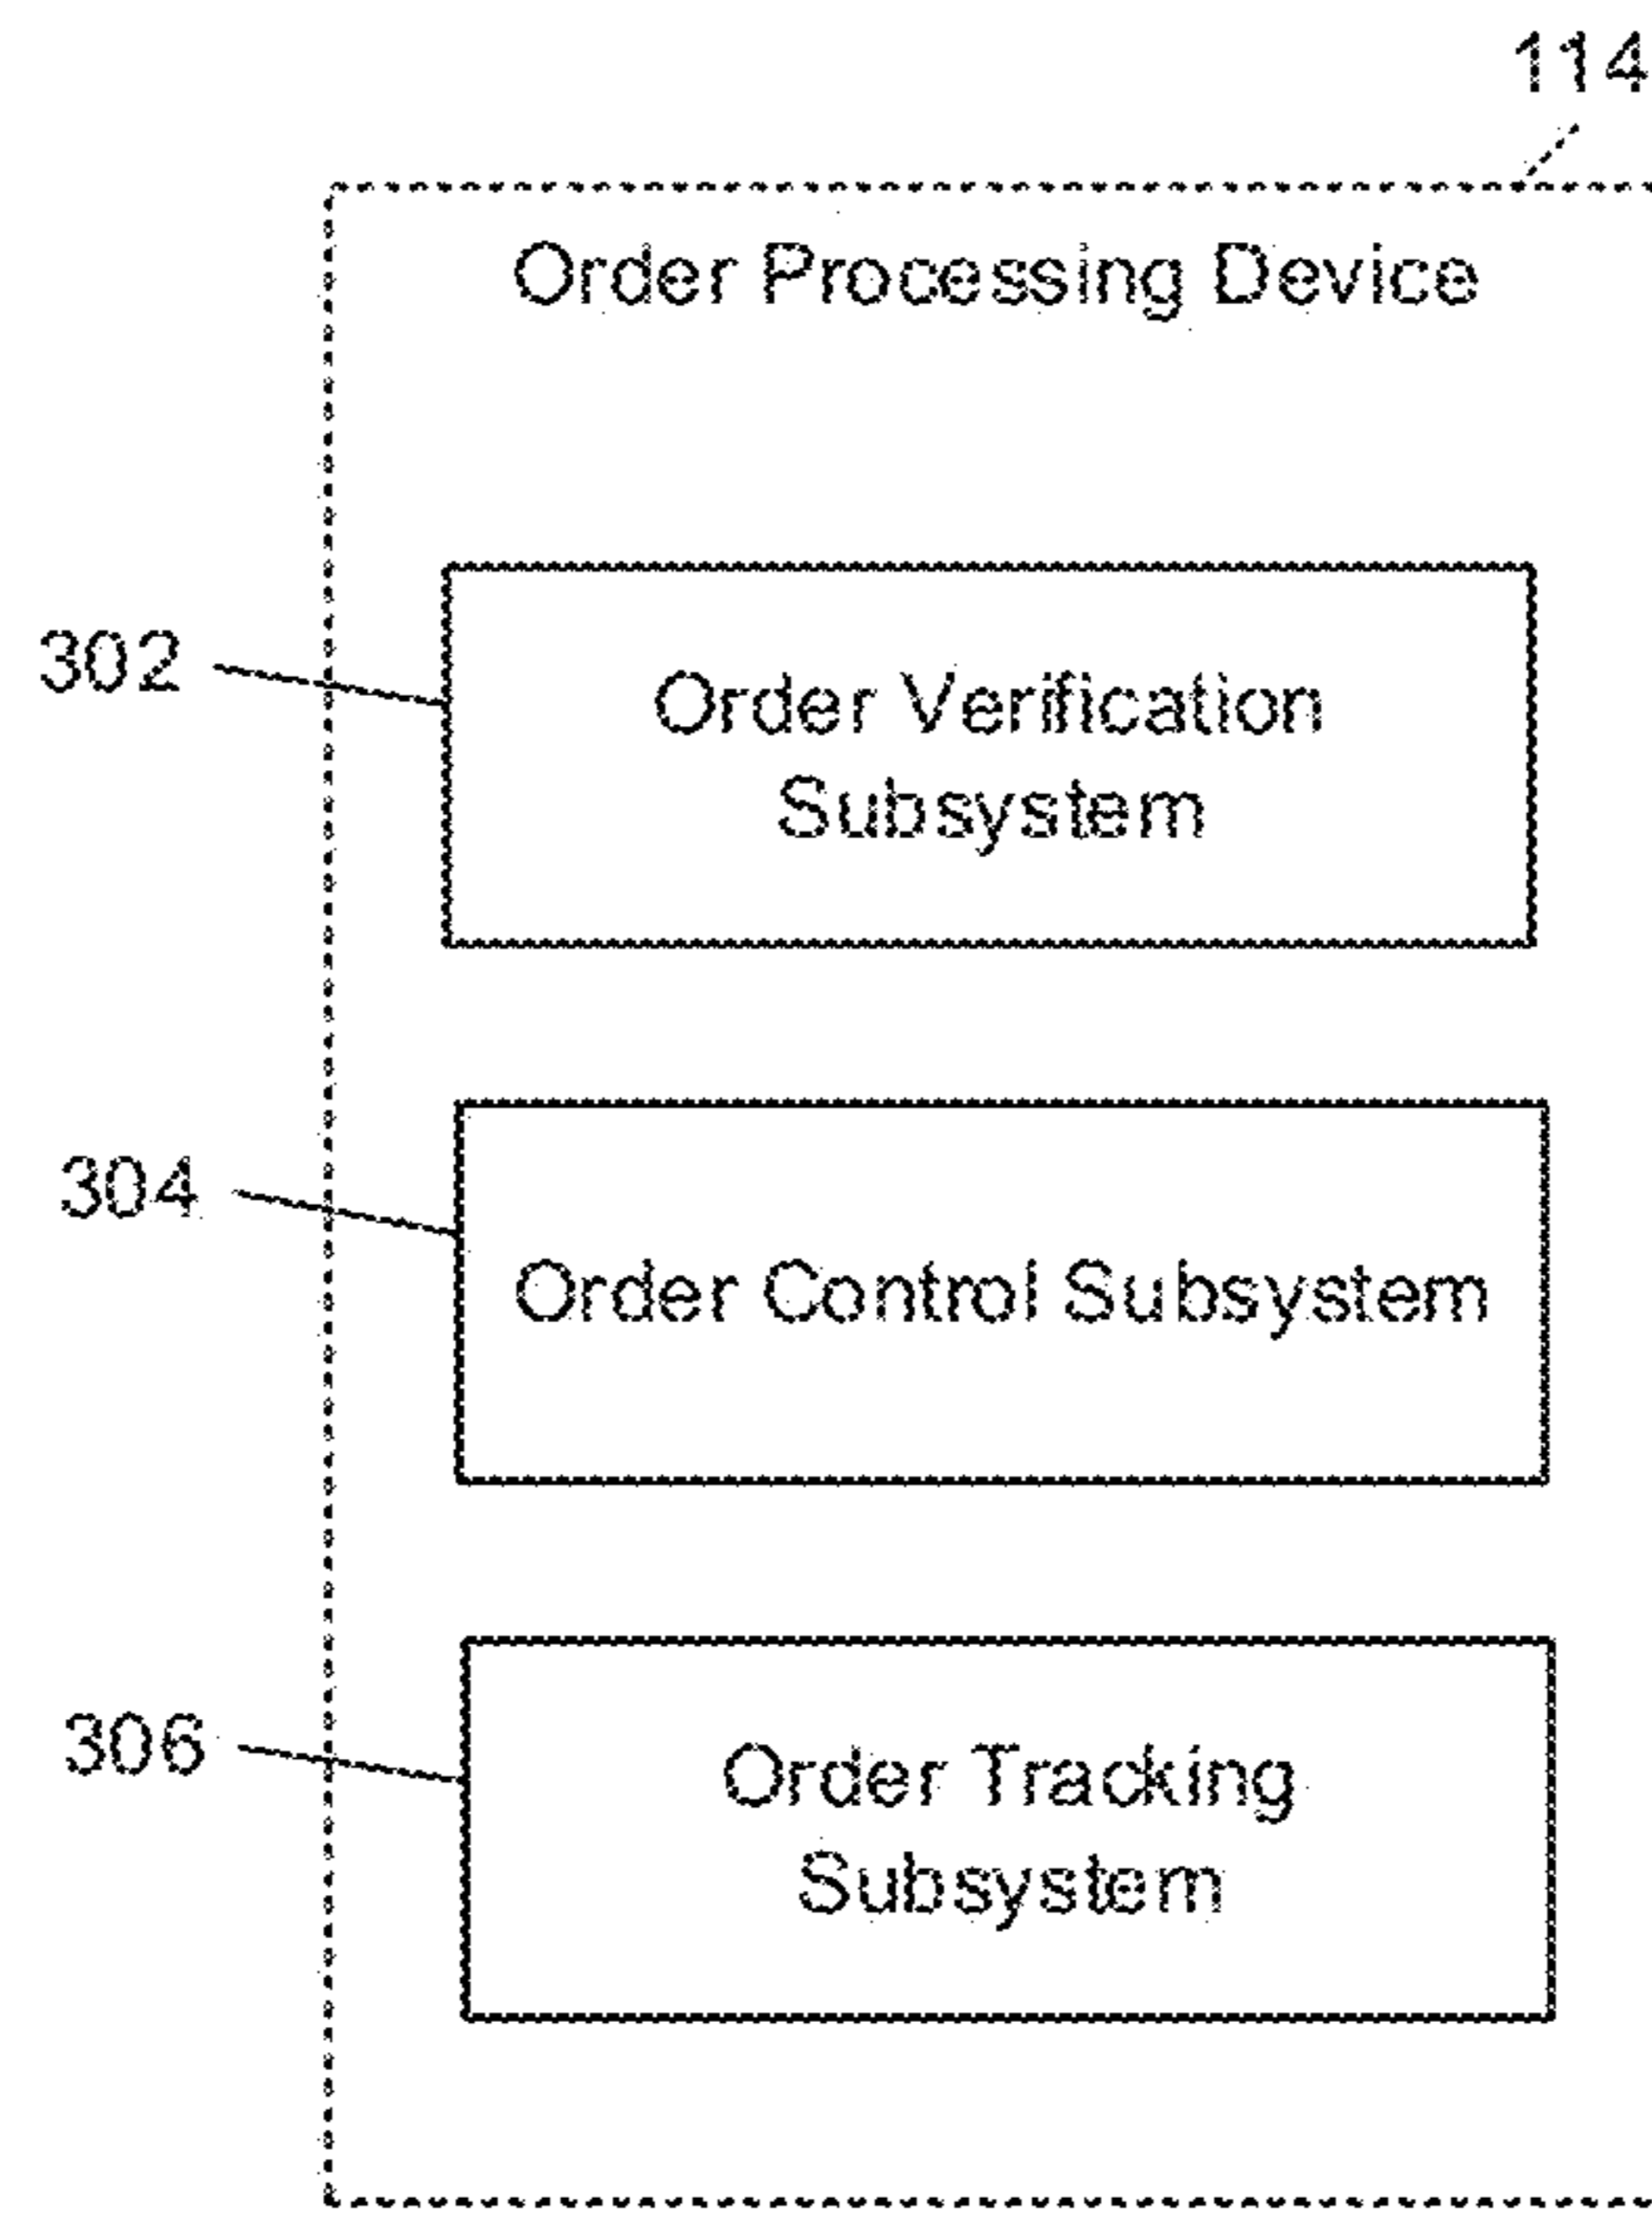 114
Order Processing Device
302
Order Verification
Subsystem
304
Order Control Subsystem
306
Order Tracking
Subsystem